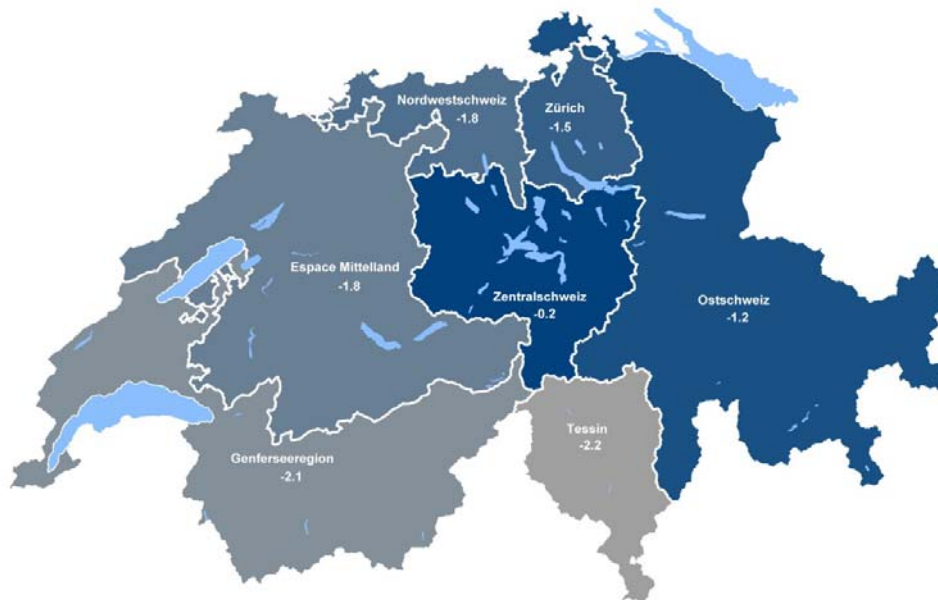 Nordwestschweiz
-1.8
Zürich
-1.5
Espace Mittelland
-1.8
Zentralschweiz
-0.2
Ostschweiz
-1.2
Tessin
-2.2
Genferseeregion
-2.1